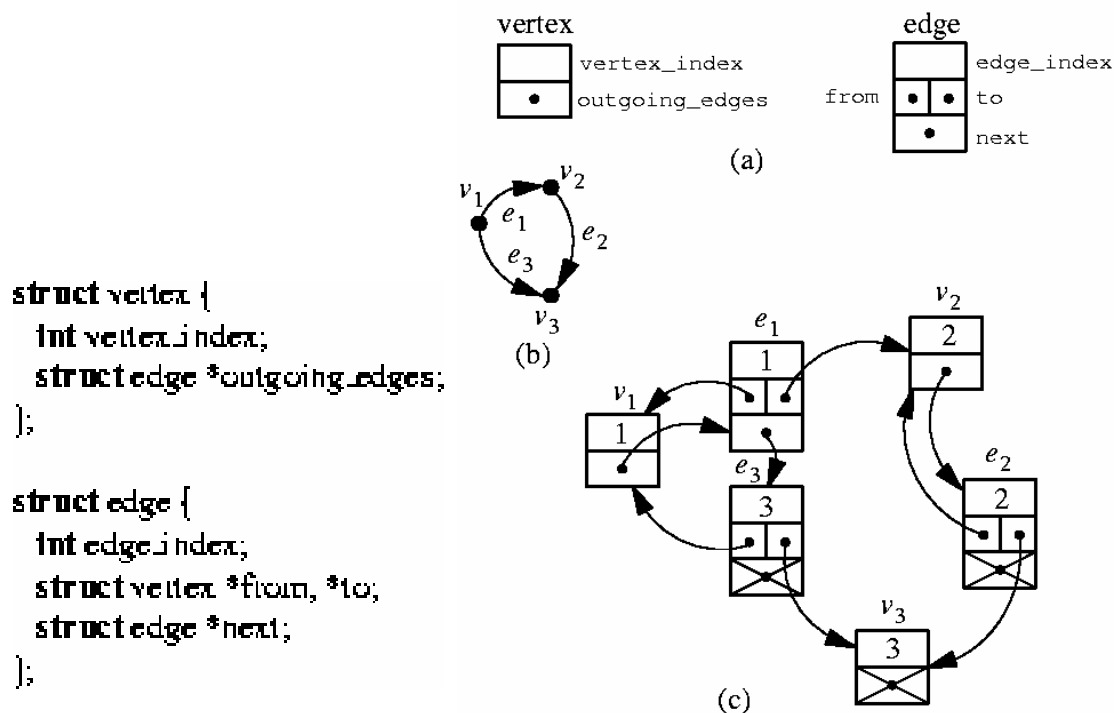 vertex
vertex_index
outgoing_edges
edge
edge_index
from
to
next
(a)
v1
v2
e1
e2
e3
v3
(b)
struct vertex {
int vertex_index;
struct edge *outgoing_edges;
};
struct edge {
int edge_index;
struct vertex *from, *to;
struct edge *next;
};
v2
2
e1
1
v1
1
e3
3
e2
2
v3
3
(c)